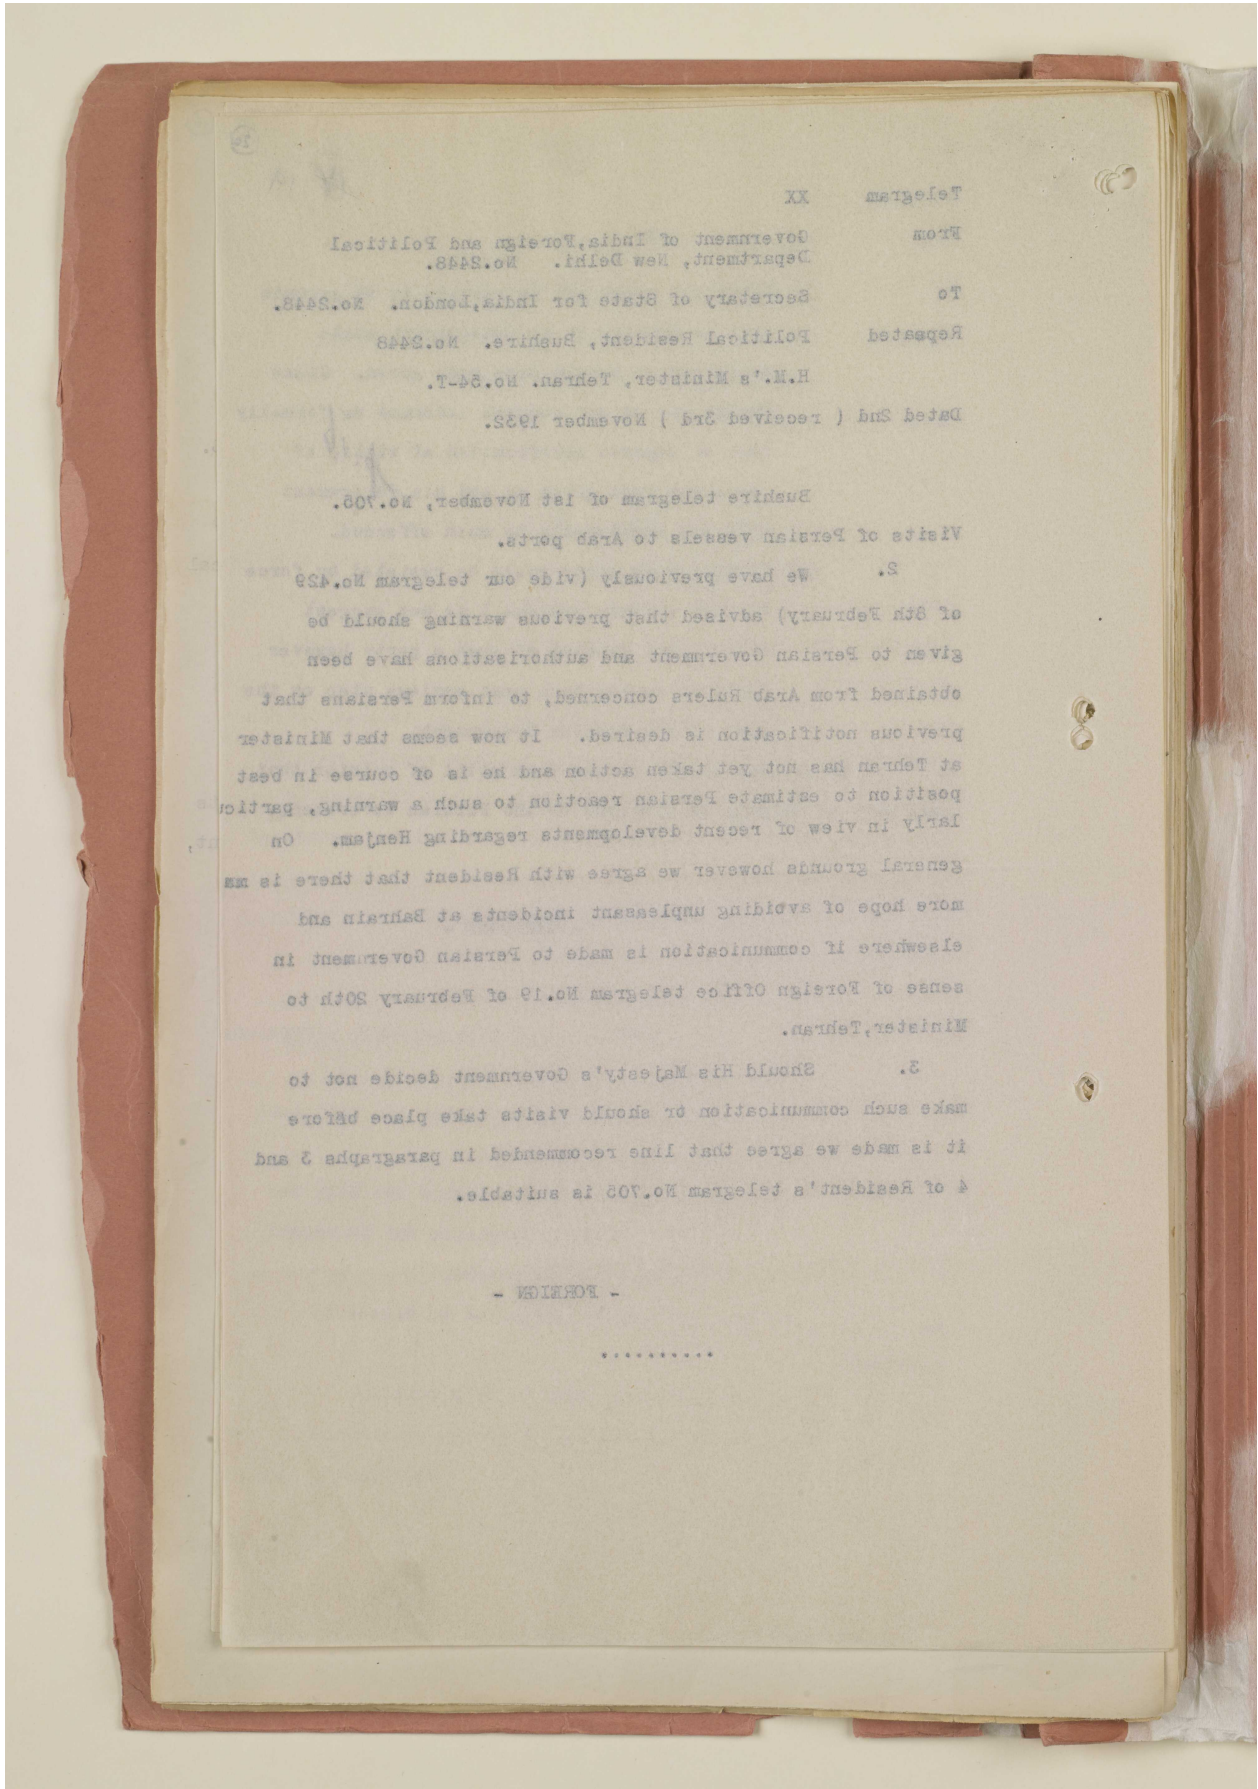 Telegram XX
From Government of India,Foreign and Political
Department, New Delhi. No.2448.
To Secretary of State for India,London. No.2448.
Repeated Political Resident, Bushire. No.2448
H.M.'s Minister, Tehran. No.54-T.
Dated 2nd ( received 3rd ) November 1932.
Bushire telegram of 1st November, No.705.
Visits of Persian vessels to Arab ports.
2. We have previously (vide our telegram No.429
of 8th February) advised that previous warning should be
given to Persian Government and authorisations have been
obtained from Arab Rulers concerned, to inform Persians that
previous notification is desired. It now seems that Minister
at Tehran has not yet taken action and he is of course in best
position to estimate Persian reaction to such a warning, particu
larly in view of recent developments regarding Henjam. On
general grounds however we agree with Resident that there is
more hope of avoiding unpleasant incidents at Bahrain and
elsewhere if communication is made to Persian Government in
sense of Foreign Office telegram No.19 of February 20th to
Minister,Tehran.
3. Should His Majesty's Government decide not to
make such communication or should visits take place before
it is made we agree that line recommended in paragraphs 3 and
4 of Resident's telegram No.705 is suitable.
- FOREIGN -
..........